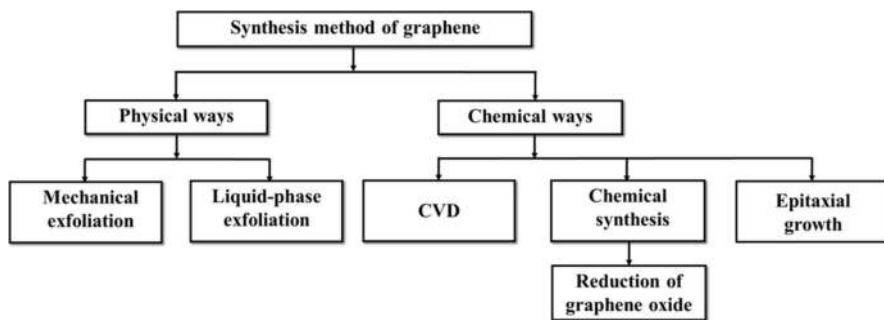 Synthesis method of graphene
Physical ways
Chemical ways
Mechanical
exfoliation
Liquid-phase
exfoliation
CVD
Chemical
synthesis
Epitaxial
growth
Reduction of
graphene oxide